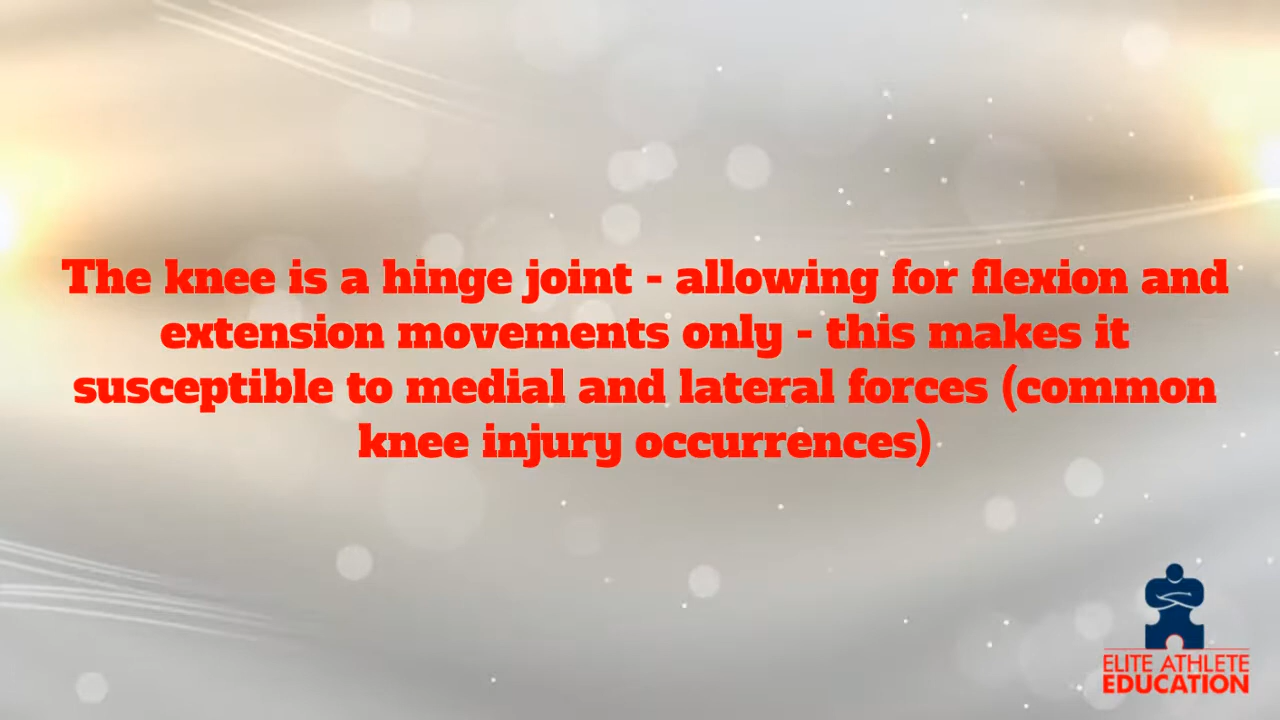 The knee is a hinge joint - allowing for flexion and
extension movements only - this makes it
susceptible to medial and lateral forces (common
knee injury occurrences)
ELITE ATHLETE
EDUCATION